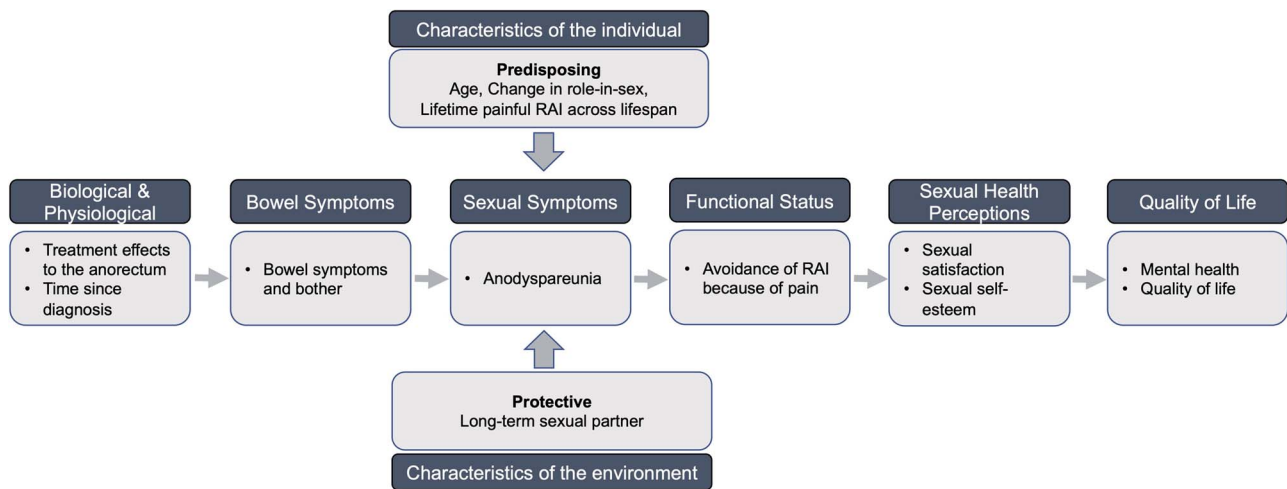 Characteristics of the individual
Predisposing
Age, Change in role-in-sex,
Lifetime painful RAI across lifespan
Biological &
Physiological
• Treatment effects
to the anorectum
• Time since
diagnosis
Bowel Symptoms
• Bowel symptoms
and bother
Sexual Symptoms
• Anodyspareunia
Functional Status
• Avoidance of RAI
because of pain
Sexual Health
Perceptions
• Sexual
satisfaction
• Sexual self-
esteem
Quality of Life
• Mental health
• Quality of life
Protective
Long-term sexual partner
Characteristics of the environment